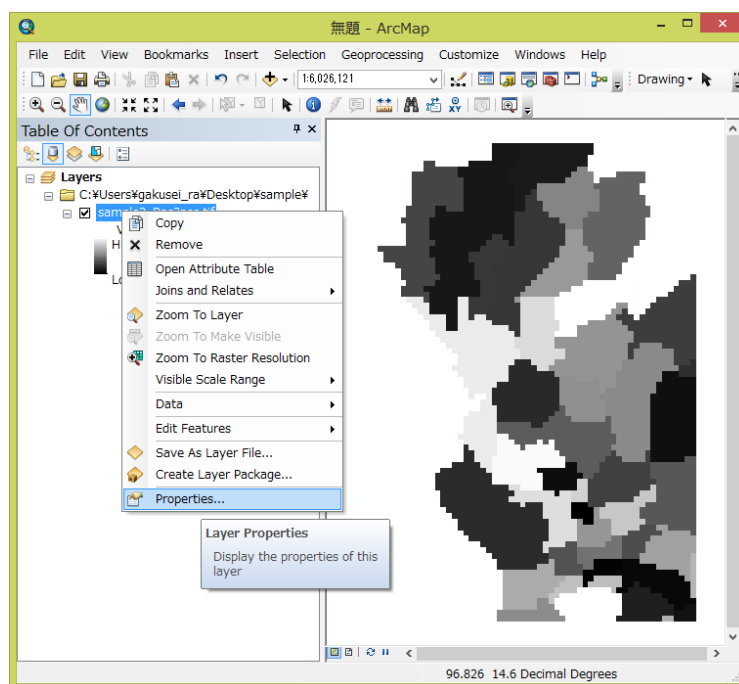 無題 - ArcMap
File Edit View Bookmarks Insert Selection Geoprocessing Customize Windows Help
1:6,026,121
Drawing
Table Of Contents
Layers
C:¥Users¥gakusei_ra¥Desktop¥sample¥
Copy
Remove
Open Attribute Table
Joins and Relates
Zoom To Layer
Zoom To Make Visible
Zoom To Raster Resolution
Visible Scale Range
Data
Edit Features
Save As Layer File...
Create Layer Package...
Properties...
Layer Properties
Display the properties of this
layer
96.826 14.6 Decimal Degrees